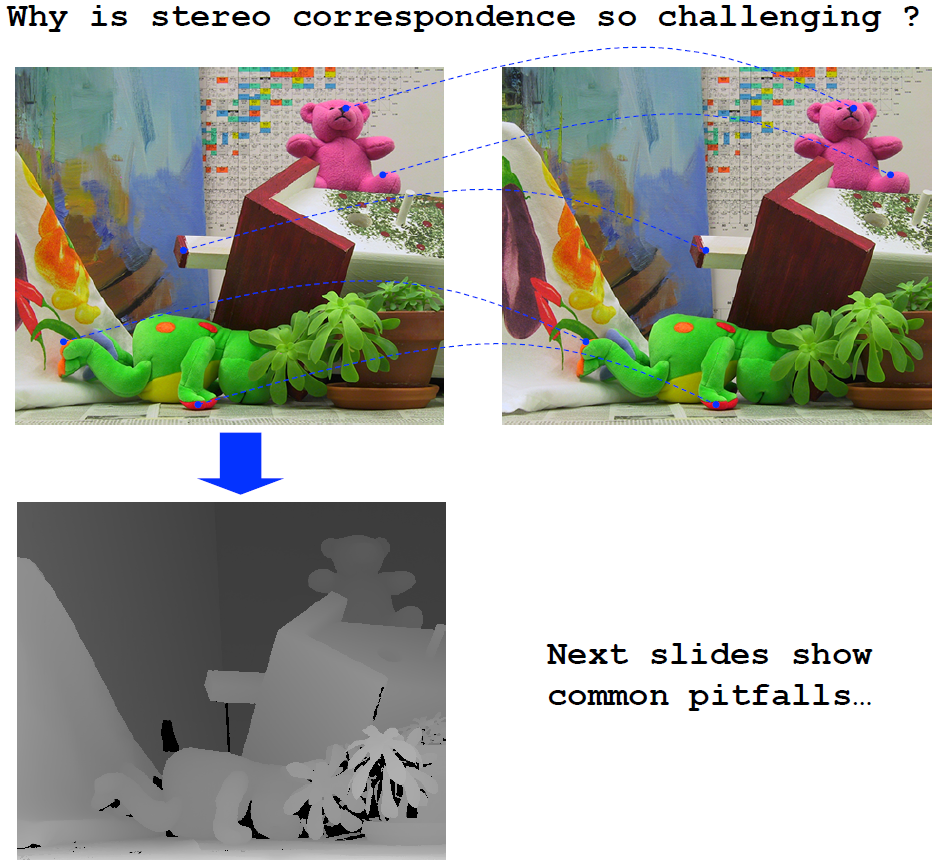 Why is stereo correspondence so challenging ?
Next slides show
common pitfalls…